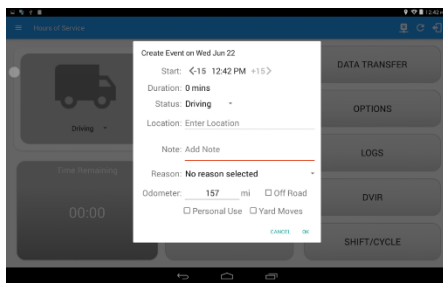 12:42
Hours of Service
Create Event on Wed Jun 22
Start: <-15 12:42 PM +15>
Duration: 0 mins
Status: Driving
Location: Enter Location
Note: Add Note
Reason: No reason selected
Odometer: 157 mi Off Road
Personal Use Yard Moves
CANCEL OK
Driving
Time Remaining
00:00
DATA TRANSFER
OPTIONS
LOGS
DVIR
SHIFT/CYCLE